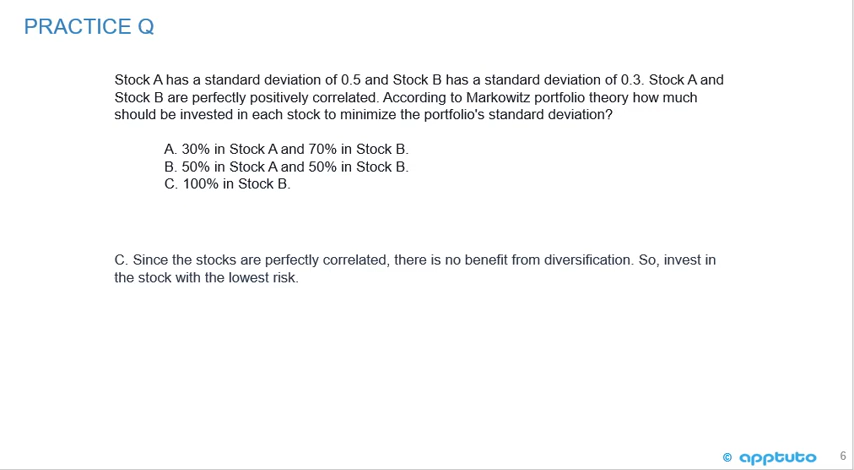 PRACTICE Q
Stock A has a standard deviation of 0.5 and Stock B has a standard deviation of 0.3. Stock A and
Stock B are perfectly positively correlated. According to Markowitz portfolio theory how much
should be invested in each stock to minimize the portfolio's standard deviation?
A. 30% in Stock A and 70% in Stock B.
B. 50% in Stock A and 50% in Stock B.
C. 100% in Stock B.
C. Since the stocks are perfectly correlated, there is no benefit from diversification. So, invest in
the stock with the lowest risk.
© apptuto 6